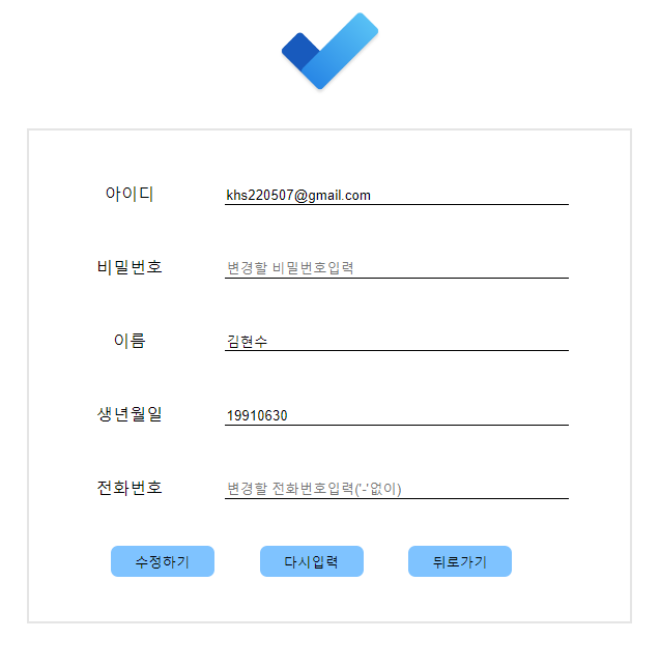 아이디 khs220507@gmail.com
비밀번호 변경할 비밀번호입력
이름 김현수
생년월일 19910630
전화번호 변경할 전화번호입력('-'없이)
수정하기 다시입력 뒤로가기